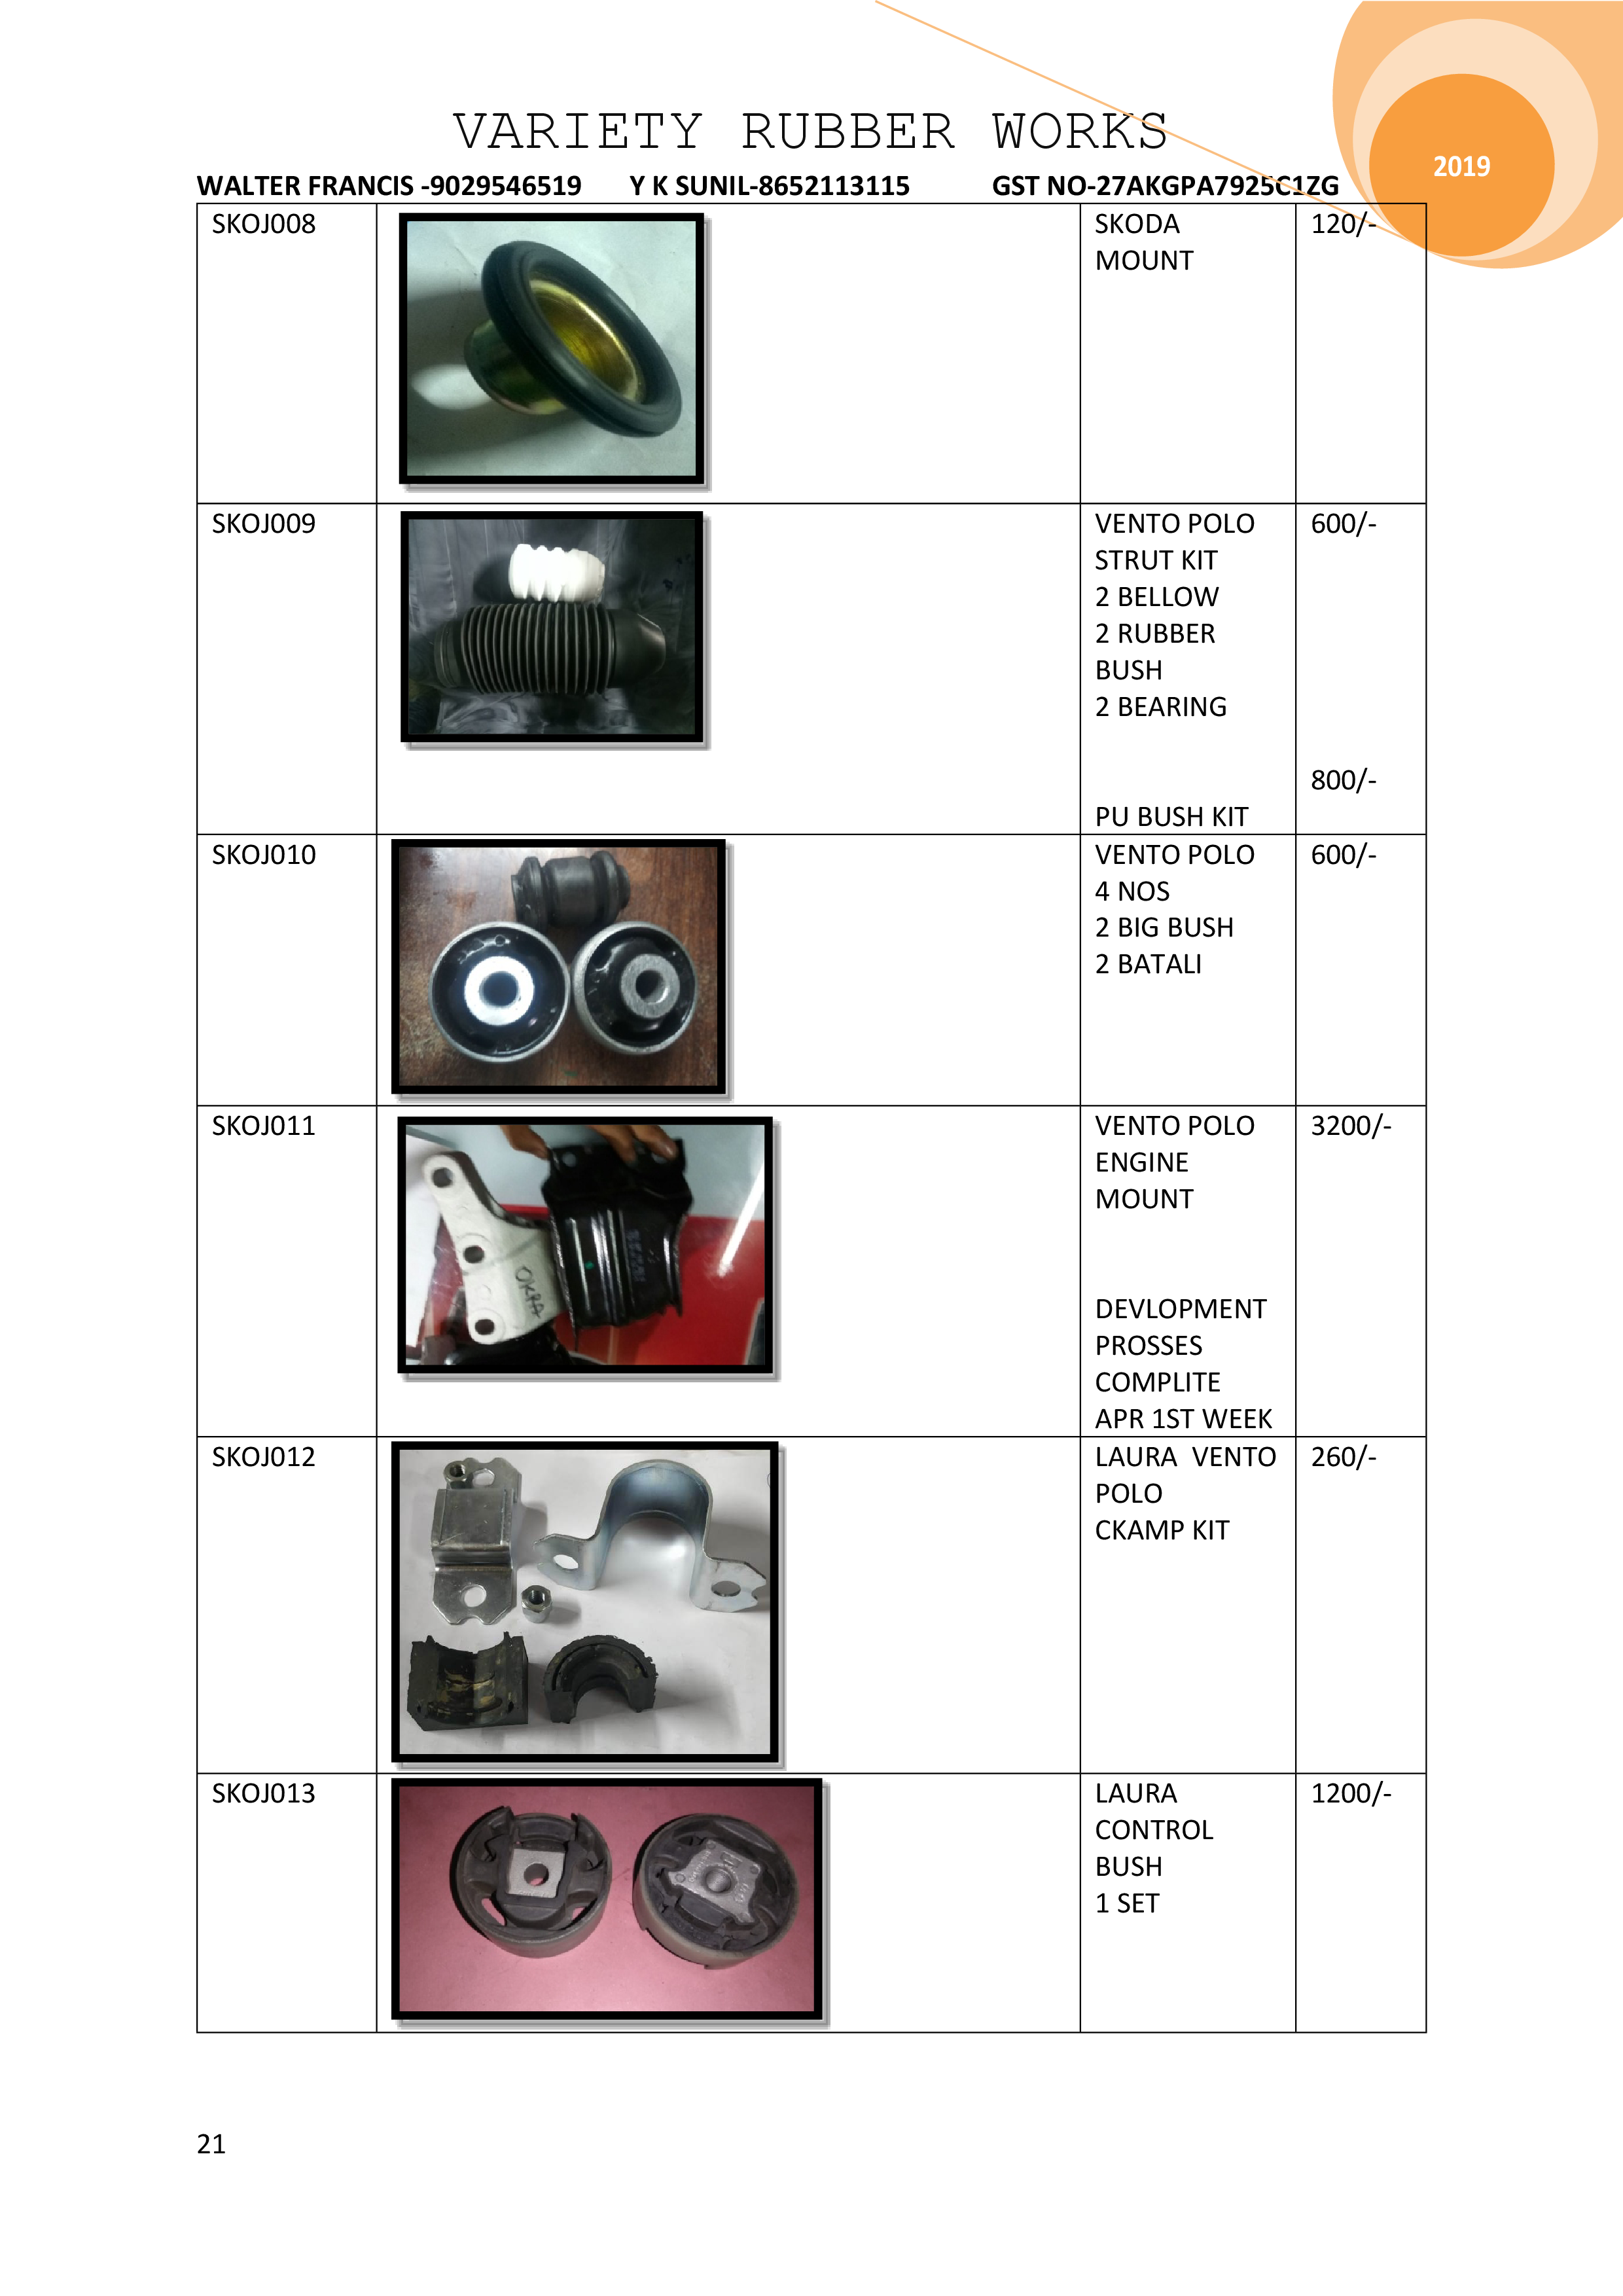 2019
VARIETY RUBBER WORKS
WALTER FRANCIS -9029546519 Y K SUNIL-8652113115 GST NO-27AKGPA7925C1ZG
SKOJ008 SKODA 120/-
MOUNT
SKOJ009 VENTO POLO 600/-
STRUT KIT
2 BELLOW
2 RUBBER
BUSH
2 BEARING
800/-
PU BUSH KIT
SKOJ010 VENTO POLO 600/-
4 NOS
2 BIG BUSH
2 BATALI
SKOJ011 VENTO POLO 3200/-
ENGINE
MOUNT
DEVLOPMENT
PROSSES
COMPLITE
APR 1ST WEEK
SKOJ012 LAURA VENTO 260/-
POLO
CKAMP KIT
SKOJ013 LAURA 1200/-
CONTROL
BUSH
1 SET
21